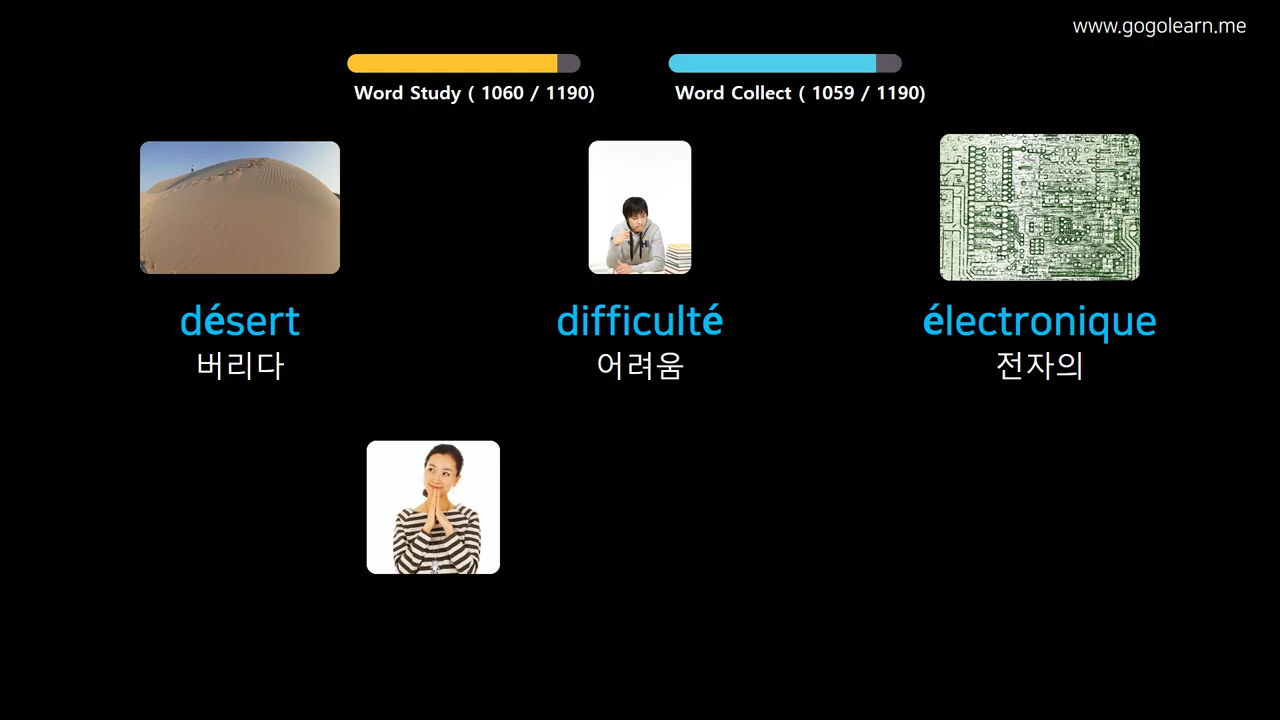 www.gogolearn.me
Word Study ( 1060 / 1190)
Word Collect ( 1059 / 1190)
désert
버리다
difficulté
어려움
électronique
전자의